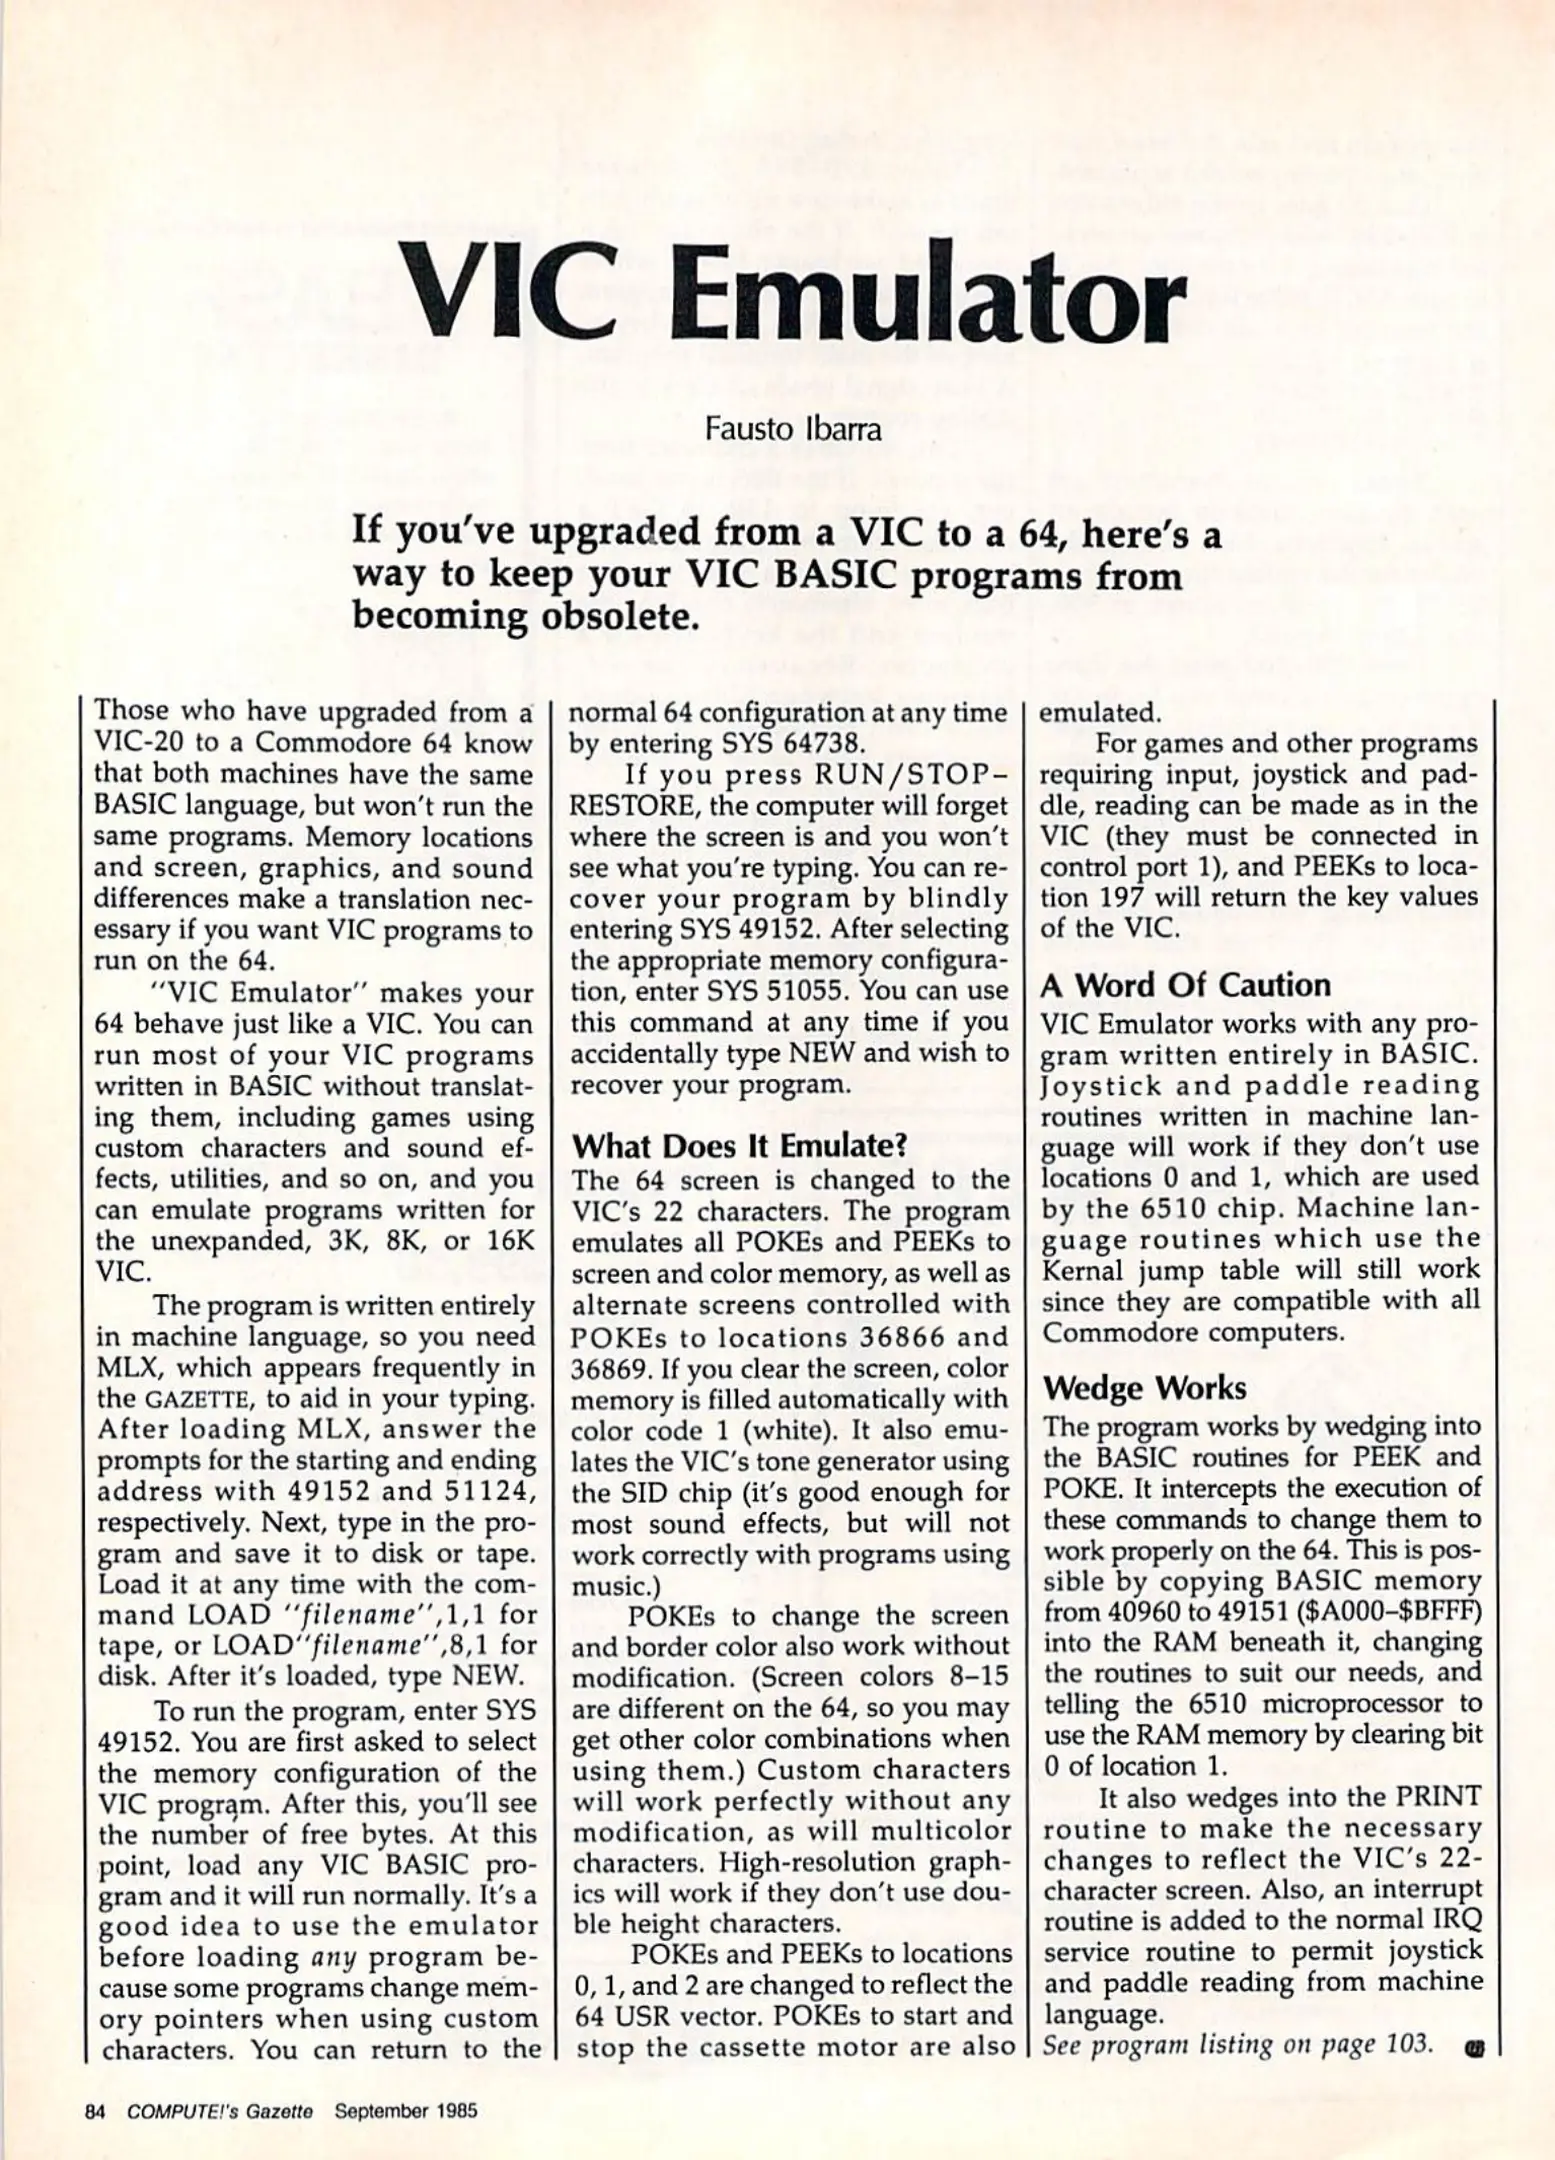 VIC Emulator
Fausto Ibarra
If you've upgraded from a VIC to a 64, here's a
way to keep your VIC BASIC programs from
becoming obsolete.
Those who have upgraded from a
VIC-20 to a Commodore 64 know
that both machines have the same
BASIC language, but won't run the
same programs. Memory locations
and screen, graphics, and sound
differences make a translation nec-
essary if you want VIC programs to
run on the 64.
"VIC Emulator" makes your
64 behave just like a VIC. You can
run most of your VIC programs
written in BASIC without translat-
ing them, including games using
custom characters and sound ef-
fects, utilities, and so on, and you
can emulate programs written for
the unexpanded, 3K, 8K, or 16K
VIC.
The program is written entirely
in machine language, so you need
MLX, which appears frequently in
the GAZETTE, to aid in your typing.
After loading MLX, answer the
prompts for the starting and ending
address with 49152 and 51124,
respectively. Next, type in the pro-
gram and save it to disk or tape.
Load it at any time with the com-
mand LOAD "filename",1,1 for
tape, or LOAD"filename",8,1 for
disk. After it's loaded, type NEW.
To run the program, enter SYS
49152. You are first asked to select
the memory configuration of the
VIC program. After this, you'll see
the number of free bytes. At this
point, load any VIC BASIC pro-
gram and it will run normally. It's a
good idea to use the emulator
before loading any program be-
cause some programs change mem-
ory pointers when using custom
characters. You can return to the
normal 64 configuration at any time
by entering SYS 64738.
If you press RUN/STOP-
RESTORE, the computer will forget
where the screen is and you won't
see what you're typing. You can re-
cover your program by blindly
entering SYS 49152. After selecting
the appropriate memory configura-
tion, enter SYS 51055. You can use
this command at any time if you
accidentally type NEW and wish to
recover your program.
What Does It Emulate?
The 64 screen is changed to the
VIC's 22 characters. The program
emulates all POKEs and PEEKs to
screen and color memory, as well as
alternate screens controlled with
POKEs to locations 36866 and
36869. If you clear the screen, color
memory is filled automatically with
color code 1 (white). It also emu-
lates the VIC's tone generator using
the SID chip (it's good enough for
most sound effects, but will not
work correctly with programs using
music.)
POKEs to change the screen
and border color also work without
modification. (Screen colors 8–15
are different on the 64, so you may
get other color combinations when
using them.) Custom characters
will work perfectly without any
modification, as will multicolor
characters. High-resolution graph-
ics will work if they don't use dou-
ble height characters.
POKEs and PEEKs to locations
0, 1, and 2 are changed to reflect the
64 USR vector. POKEs to start and
stop the cassette motor are also
emulated.
For games and other programs
requiring input, joystick and pad-
dle, reading can be made as in the
VIC (they must be connected in
control port 1), and PEEKs to loca-
tion 197 will return the key values
of the VIC.
A Word Of Caution
VIC Emulator works with any pro-
gram written entirely in BASIC.
Joystick and paddle reading
routines written in machine lan-
guage will work if they don't use
locations 0 and 1, which are used
by the 6510 chip. Machine lan-
guage routines which use the
Kernal jump table will still work
since they are compatible with all
Commodore computers.
Wedge Works
The program works by wedging into
the BASIC routines for PEEK and
POKE. It intercepts the execution of
these commands to change them to
work properly on the 64. This is pos-
sible by copying BASIC memory
from 40960 to 49151 ($A000–$BFFF)
into the RAM beneath it, changing
the routines to suit our needs, and
telling the 6510 microprocessor to
use the RAM memory by clearing bit
0 of location 1.
It also wedges into the PRINT
routine to make the necessary
changes to reflect the VIC's 22-
character screen. Also, an interrupt
routine is added to the normal IRQ
service routine to permit joystick
and paddle reading from machine
language.
See program listing on page 103.
84 COMPUTE!'s Gazette September 1985